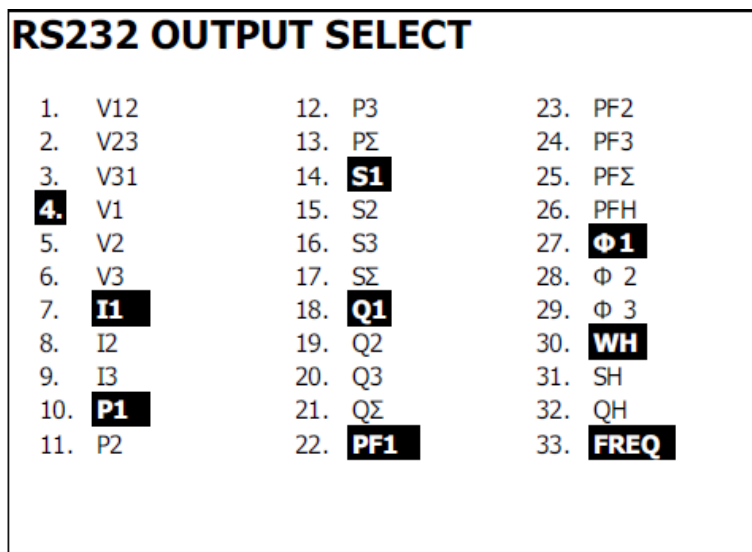 RS232 OUTPUT SELECT
1. V12
2. V23
3. V31
4. V1
5. V2
6. V3
7. I1
8. I2
9. I3
10. P1
11. P2
12. P3
13. PΣ
14. S1
15. S2
16. S3
17. SΣ
18. Q1
19. Q2
20. Q3
21. QΣ
22. PF1
23. PF2
24. PF3
25. PFΣ
26. PFH
27. Φ1
28. Φ 2
29. Φ 3
30. WH
31. SH
32. QH
33. FREQ